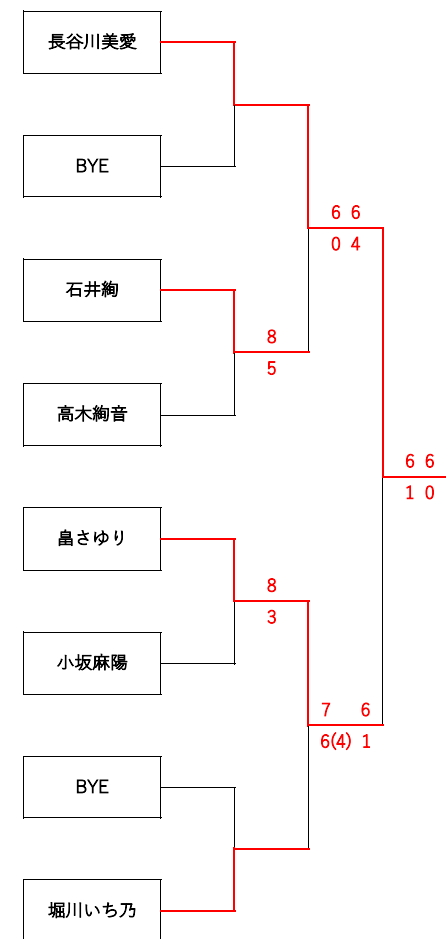 長谷川美愛
BYE
6 6
0 4
石井絢
8
5
高木絢音
6 6
1 0
畠さゆり
8
3
小坂麻陽
7 6
6(4) 1
BYE
堀川いち乃